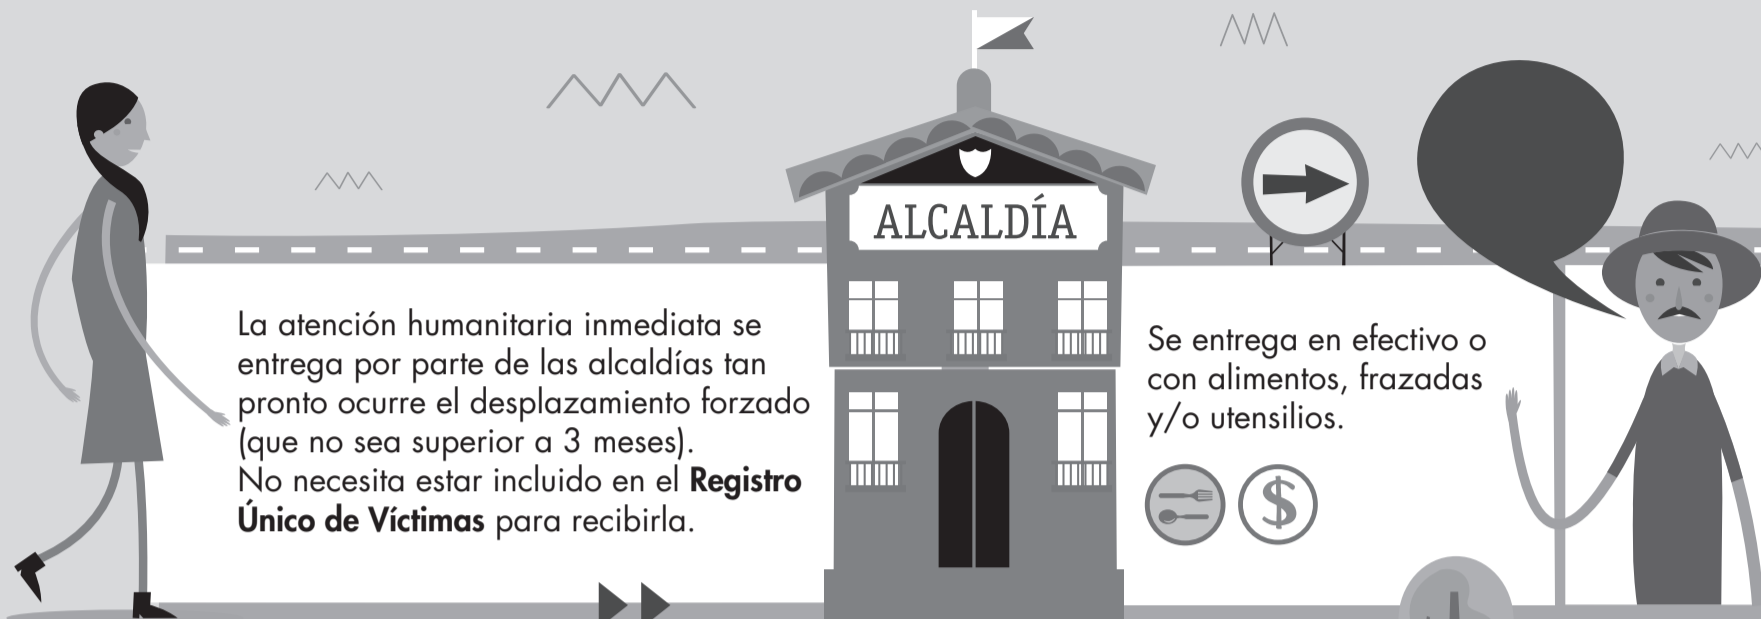 ALCALDÍA
La atención humanitaria inmediata se
entrega por parte de las alcaldías tan
pronto ocurre el desplazamiento forzado
(que no sea superior a 3 meses).
No necesita estar incluido en el Registro
Único de Víctimas para recibirla.
Se entrega en efectivo o
con alimentos, frazadas
y/o utensilios.
$